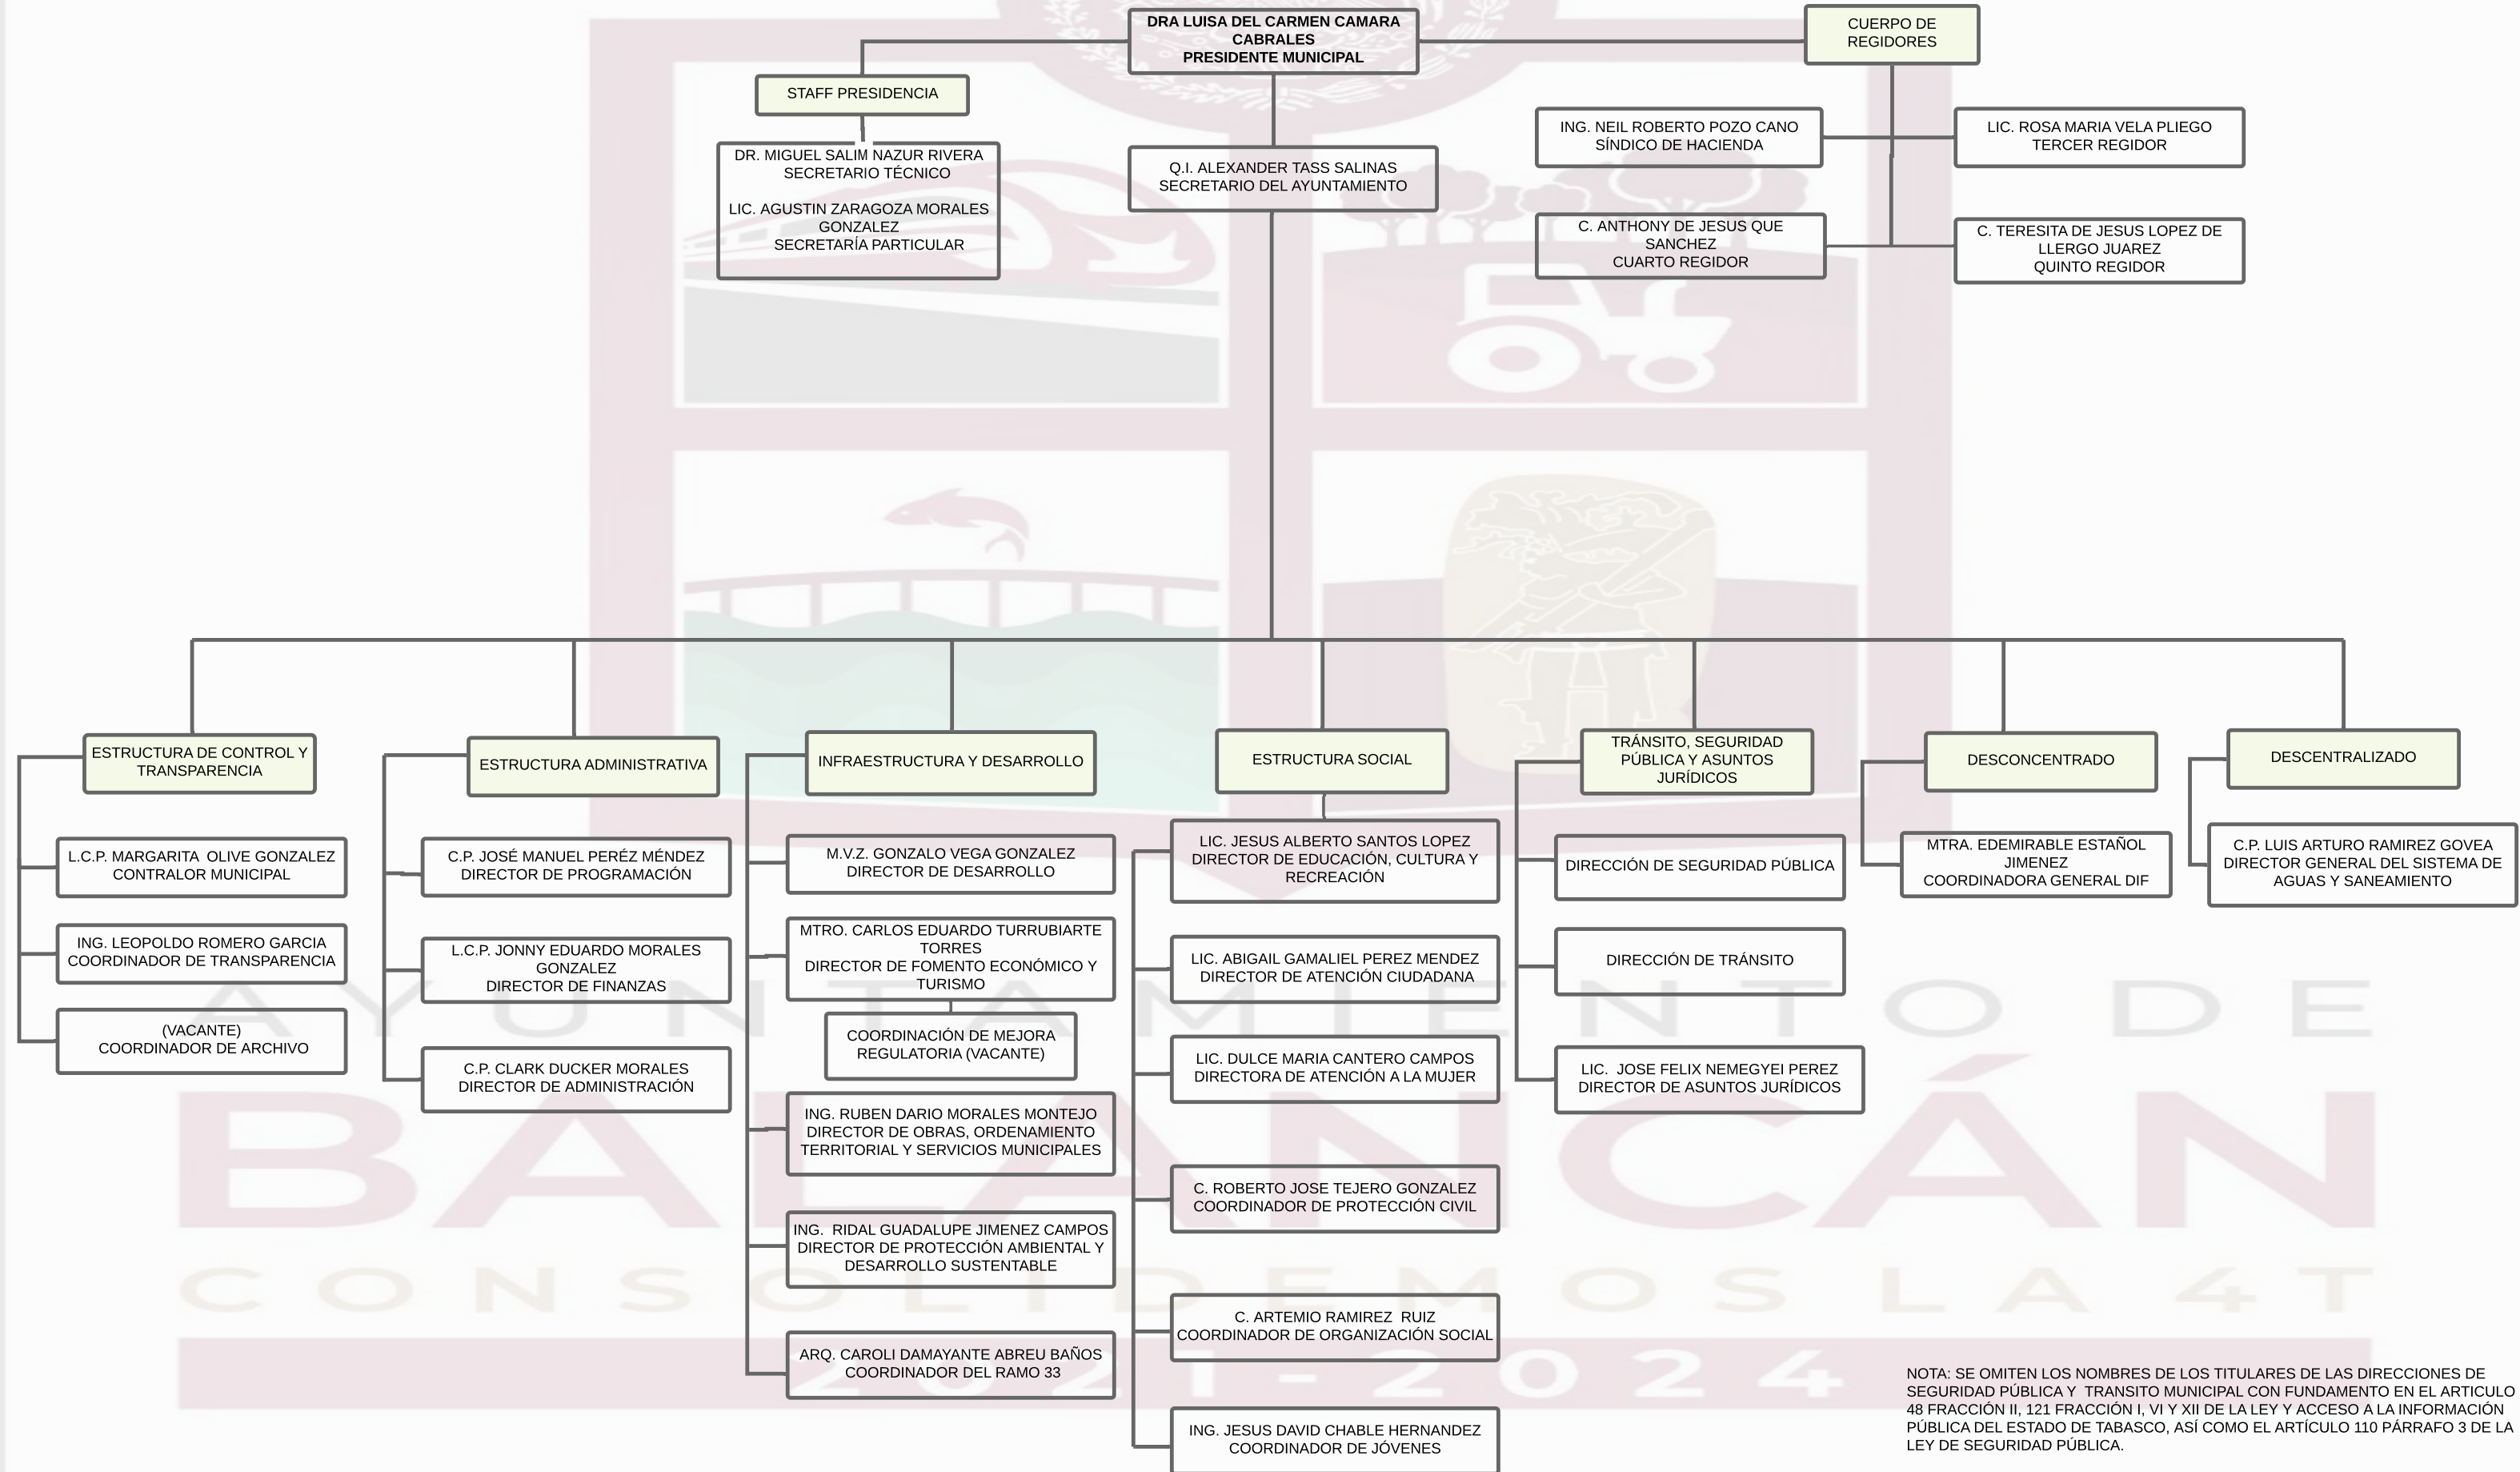 DRA LUISA DEL CARMEN CAMARA
CABRALES
PRESIDENTE MUNICIPAL
CUERPO DE
REGIDORES
STAFF PRESIDENCIA
DR. MIGUEL SALIM NAZUR RIVERA
SECRETARIO TÉCNICO
LIC. AGUSTIN ZARAGOZA MORALES
GONZALEZ
SECRETARÍA PARTICULAR
Q.I. ALEXANDER TASS SALINAS
SECRETARIO DEL AYUNTAMIENTO
ING. NEIL ROBERTO POZO CANO
SÍNDICO DE HACIENDA
LIC. ROSA MARIA VELA PLIEGO
TERCER REGIDOR
C. ANTHONY DE JESUS QUE
SANCHEZ
CUARTO REGIDOR
C. TERESITA DE JESUS LOPEZ DE
LLERGO JUAREZ
QUINTO REGIDOR
ESTRUCTURA DE CONTROL Y
TRANSPARENCIA
L.C.P. MARGARITA  OLIVE GONZALEZ
CONTRALOR MUNICIPAL
ING. LEOPOLDO ROMERO GARCIA
COORDINADOR DE TRANSPARENCIA
(VACANTE)
COORDINADOR DE ARCHIVO
ESTRUCTURA ADMINISTRATIVA
C.P. JOSÉ MANUEL PERÉZ MÉNDEZ
DIRECTOR DE PROGRAMACIÓN
L.C.P. JONNY EDUARDO MORALES
GONZALEZ
DIRECTOR DE FINANZAS
C.P. CLARK DUCKER MORALES
DIRECTOR DE ADMINISTRACIÓN
INFRAESTRUCTURA Y DESARROLLO
M.V.Z. GONZALO VEGA GONZALEZ
DIRECTOR DE DESARROLLO
MTRO. CARLOS EDUARDO TURRUBIARTE
TORRES
DIRECTOR DE FOMENTO ECONÓMICO Y
TURISMO
COORDINACIÓN DE MEJORA
REGULATORIA (VACANTE)
ING. RUBEN DARIO MORALES MONTEJO
DIRECTOR DE OBRAS, ORDENAMIENTO
TERRITORIAL Y SERVICIOS MUNICIPALES
ING.  RIDAL GUADALUPE JIMENEZ CAMPOS
DIRECTOR DE PROTECCIÓN AMBIENTAL Y
DESARROLLO SUSTENTABLE
ARQ. CAROLI DAMAYANTE ABREU BAÑOS
COORDINADOR DEL RAMO 33
ESTRUCTURA SOCIAL
LIC. JESUS ALBERTO SANTOS LOPEZ
DIRECTOR DE EDUCACIÓN, CULTURA Y
RECREACIÓN
LIC. ABIGAIL GAMALIEL PEREZ MENDEZ
DIRECTOR DE ATENCIÓN CIUDADANA
LIC. DULCE MARIA CANTERO CAMPOS
DIRECTORA DE ATENCIÓN A LA MUJER
C. ROBERTO JOSE TEJERO GONZALEZ
COORDINADOR DE PROTECCIÓN CIVIL
C. ARTEMIO RAMIREZ  RUIZ
COORDINADOR DE ORGANIZACIÓN SOCIAL
ING. JESUS DAVID CHABLE HERNANDEZ
COORDINADOR DE JÓVENES
TRÁNSITO, SEGURIDAD
PÚBLICA Y ASUNTOS
JURÍDICOS
DIRECCIÓN DE SEGURIDAD PÚBLICA
DIRECCIÓN DE TRÁNSITO
LIC.  JOSE FELIX NEMEGYEI PEREZ
DIRECTOR DE ASUNTOS JURÍDICOS
DESCONCENTRADO
MTRA. EDEMIRABLE ESTAÑOL
JIMENEZ
COORDINADORA GENERAL DIF
DESCENTRALIZADO
C.P. LUIS ARTURO RAMIREZ GOVEA
DIRECTOR GENERAL DEL SISTEMA DE
AGUAS Y SANEAMIENTO
AYUNTAMIENTO DE
BALANCÁN
CONSOLIDEMOS LA 4T
2021-2024
NOTA: SE OMITEN LOS NOMBRES DE LOS TITULARES DE LAS DIRECCIONES DE
SEGURIDAD PÚBLICA Y  TRANSITO MUNICIPAL CON FUNDAMENTO EN EL ARTICULO
48 FRACCIÓN II, 121 FRACCIÓN I, VI Y XII DE LA LEY Y ACCESO A LA INFORMACIÓN
PÚBLICA DEL ESTADO DE TABASCO, ASÍ COMO EL ARTÍCULO 110 PÁRRAFO 3 DE LA
LEY DE SEGURIDAD PÚBLICA.